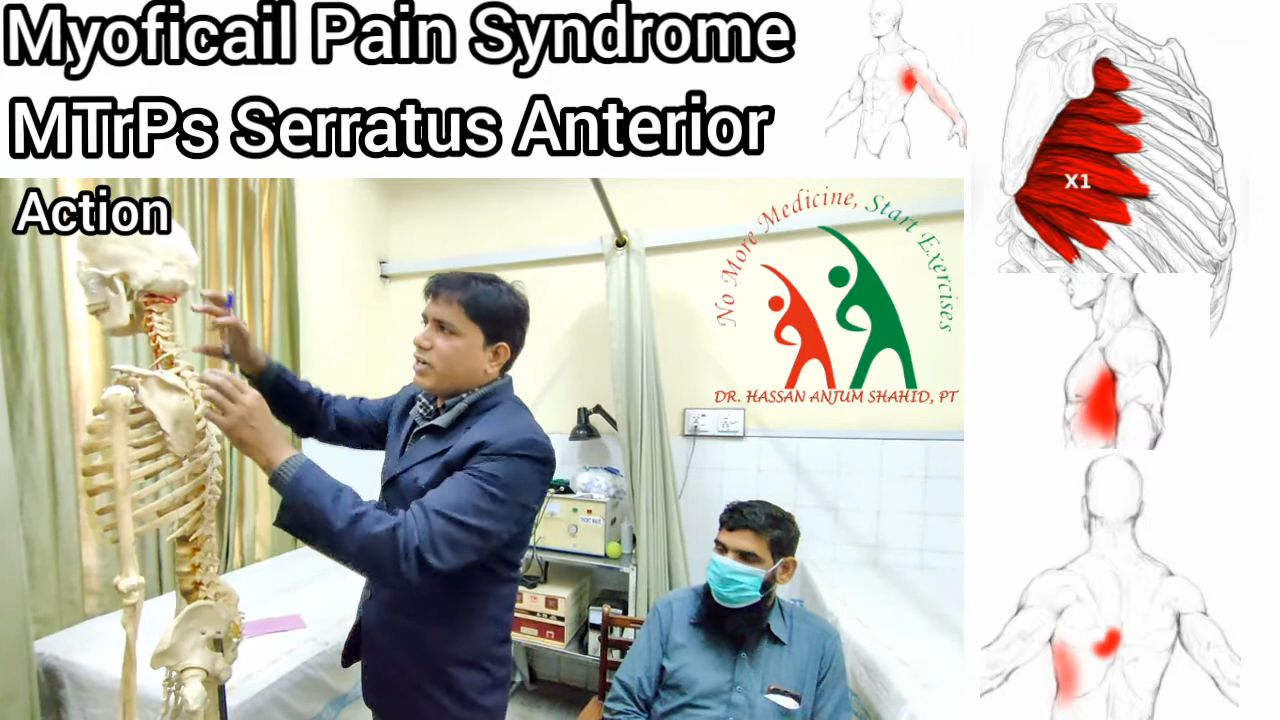 Myoficail Pain Syndrome
MTrPs Serratus Anterior
Action
No More Medicine, Start Exercises
DR. HASSAN ANJUM SHAHID, PT
X1